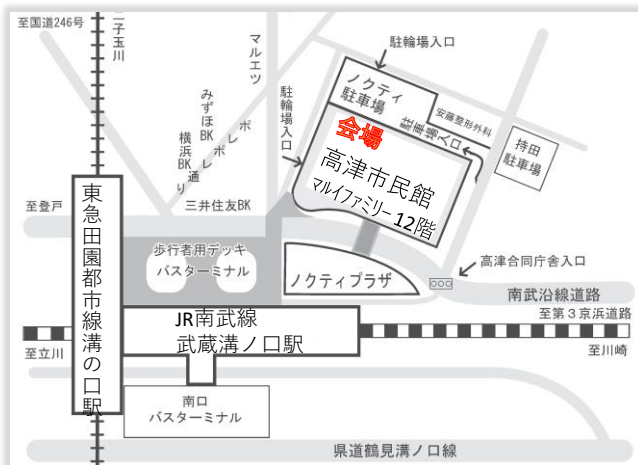 至国道246号
二子玉川
マルエツ
みずほBK
横浜BK
ポレポレ通り
三井住友BK
駐輪場入口
駐輪場入口
ノクティ
駐車場
安藤整形外科
駐車場入口
持田
駐車場
会場
高津市民館
マルイファミリー12階
至登戸
東急田園都市線溝の口駅
歩行者用デッキ
バスターミナル
ノクティプラザ
高津合同庁舎入口
南武沿線道路
至第3京浜道路
JR南武線
武蔵溝ノ口駅
至立川
至川崎
南口
バスターミナル
県道鶴見溝ノ口線